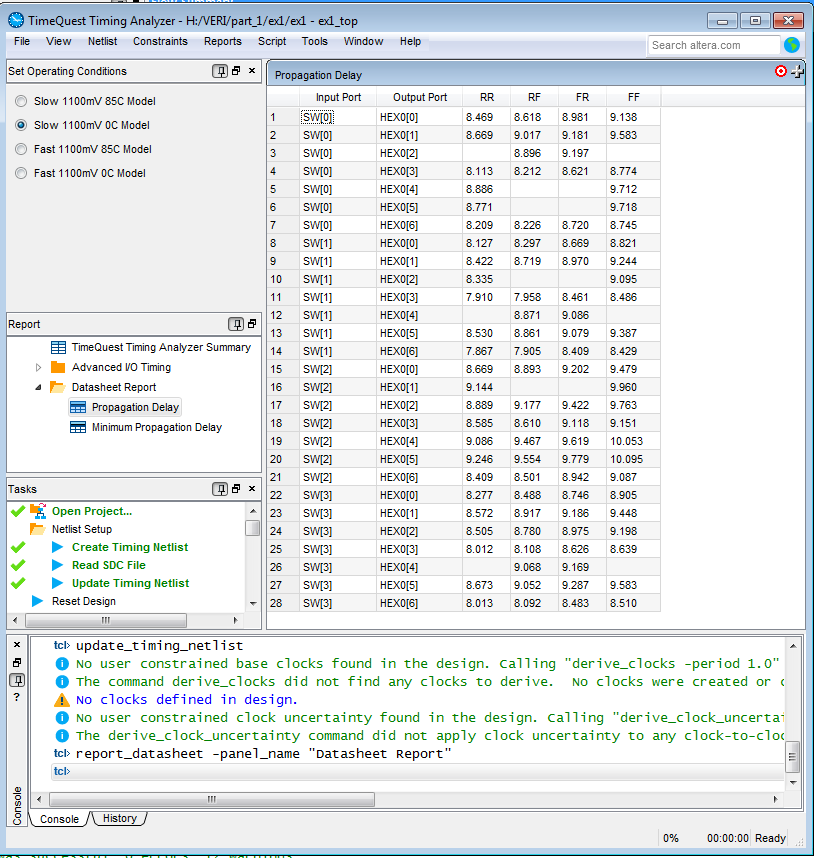 TimeQuest Timing Analyzer - H:/VERI/part_1/ex1/ex1 - ex1_top
File View Netlist Constraints Reports Script Tools Window Help
Search altera.com
Set Operating Conditions
Slow 1100mV 85C Model
Slow 1100mV 0C Model
Fast 1100mV 85C Model
Fast 1100mV 0C Model
Report
TimeQuest Timing Analyzer Summary
Advanced I/O Timing
Datasheet Report
Propagation Delay
Minimum Propagation Delay
Tasks
Open Project...
Netlist Setup
Create Timing Netlist
Read SDC File
Update Timing Netlist
Reset Design
Propagation Delay
Input Port Output Port RR RF FR FF
1 SW[0] HEX0[0] 8.469 8.618 8.981 9.138
2 SW[0] HEX0[1] 8.669 9.017 9.181 9.583
3 SW[0] HEX0[2] 8.896 9.197
4 SW[0] HEX0[3] 8.113 8.212 8.621 8.774
5 SW[0] HEX0[4] 8.886 9.712
6 SW[0] HEX0[5] 8.771 9.718
7 SW[0] HEX0[6] 8.209 8.226 8.720 8.745
8 SW[1] HEX0[0] 8.127 8.297 8.669 8.821
9 SW[1] HEX0[1] 8.422 8.719 8.970 9.244
10 SW[1] HEX0[2] 8.335 9.095
11 SW[1] HEX0[3] 7.910 7.958 8.461 8.486
12 SW[1] HEX0[4] 8.871 9.086
13 SW[1] HEX0[5] 8.530 8.861 9.079 9.387
14 SW[1] HEX0[6] 7.867 7.905 8.409 8.429
15 SW[2] HEX0[0] 8.669 8.893 9.202 9.479
16 SW[2] HEX0[1] 9.144 9.960
17 SW[2] HEX0[2] 8.889 9.177 9.422 9.763
18 SW[2] HEX0[3] 8.585 8.610 9.118 9.151
19 SW[2] HEX0[4] 9.086 9.467 9.619 10.053
20 SW[2] HEX0[5] 9.246 9.554 9.779 10.095
21 SW[2] HEX0[6] 8.409 8.501 8.942 9.087
22 SW[3] HEX0[0] 8.277 8.488 8.746 8.905
23 SW[3] HEX0[1] 8.572 8.917 9.186 9.448
24 SW[3] HEX0[2] 8.505 8.780 8.975 9.198
25 SW[3] HEX0[3] 8.012 8.108 8.626 8.639
26 SW[3] HEX0[4] 9.068 9.169
27 SW[3] HEX0[5] 8.673 9.052 9.287 9.583
28 SW[3] HEX0[6] 8.013 8.092 8.483 8.510
tcl> update_timing_netlist
No user constrained base clocks found in the design. Calling "derive_clocks -period 1.0"
The command derive_clocks did not find any clocks to derive. No clocks were created or c
No clocks defined in design.
No user constrained clock uncertainty found in the design. Calling "derive_clock_uncertai
The derive_clock_uncertainty command did not apply clock uncertainty to any clock-to-cloc
tcl> report_datasheet -panel_name "Datasheet Report"
tcl>
Console
Console History
0% 00:00:00 Ready